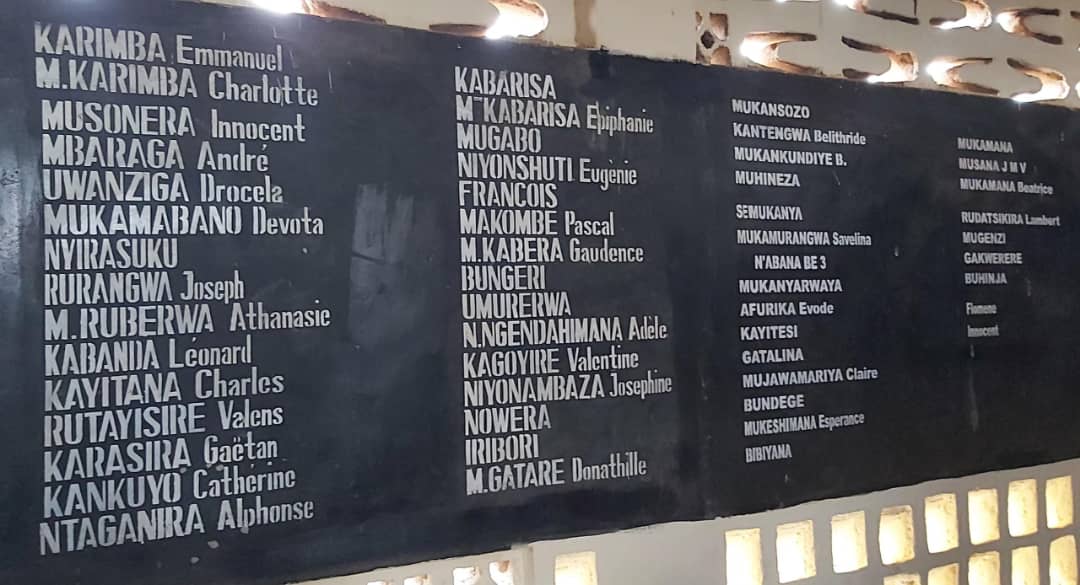 KARIMBA Emmanuel
M.KARIMBA Charlotte
MUSONERA Innocent
MBARAGA André
UWANZIGA Drocela
MUKAMABANO Devota
NYIRASUKU
RURANGWA Joseph
M.RUBERWA Athanasie
KABANDA Léonard
KAYITANA Charles
RUTAYISIRE Valens
KARASIRA Gaëtan
KANKUYO Catherine
NTAGANIRA Alphonse
KABARISA
Mme KABARISA Epiphanie
MUGABO
NIYONSHUTI Eugènie
FRANCOIS
MAKOMBE Pascal
M.KABERA Gaudence
BUNGERI
UMURERWA
N.NGENDAHIMANA Adèle
KAGOYIRE Valentine
NIYONAMBAZA Josephine
NOWERA
IRIBORI
M.GATARE Donathille
MUKANSOZO
KANTENGWA Belithride
MUKANKUNDIYE B.
MUHINEZA
SEMUKANYA
MUKAMURANGWA Savelina
N'ABANA BE 3
MUKANYARWAYA
AFURIKA Evode
KAYITESI
GATALINA
MUJAWAMARIYA Claire
BUNDEGE
MUKESHIMANA Esperance
BIBIYANA
MUKAMANA
MUSANA J M V
MUKAMANA Beatrice
RUDATSIKIRA Lambert
MUGENZI
GAKWERERE
BUHINJA
Flomene
Innocent